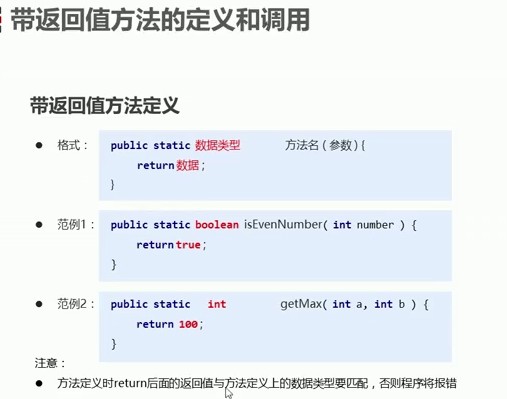 带返回值方法的定义和调用
带返回值方法定义
● 格式： public static 数据类型 方法名 ( 参数 ) {
return 数据 ;
}
● 范例1： public static boolean isEvenNumber( int number ) {
return true ;
}
● 范例2： public static int getMax( int a, int b ) {
return 100 ;
}
注意：
● 方法定义时return后面的返回值与方法定义上的数据类型要匹配，否则程序将报错